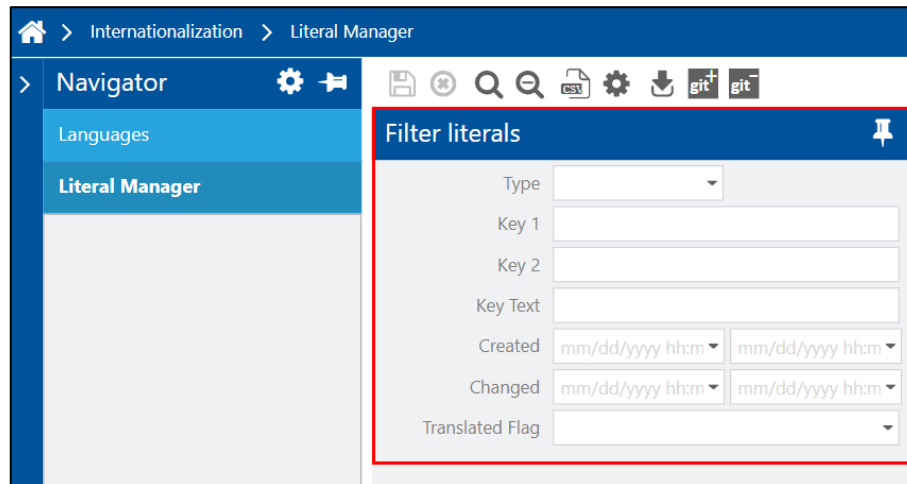 Internationalization Literal Manager
Navigator
CSV git+ git-
Languages
Literal Manager
Filter literals
Type
Key 1
Key 2
Key Text
Created mm/dd/yyyy hh:m mm/dd/yyyy hh:m
Changed mm/dd/yyyy hh:m mm/dd/yyyy hh:m
Translated Flag